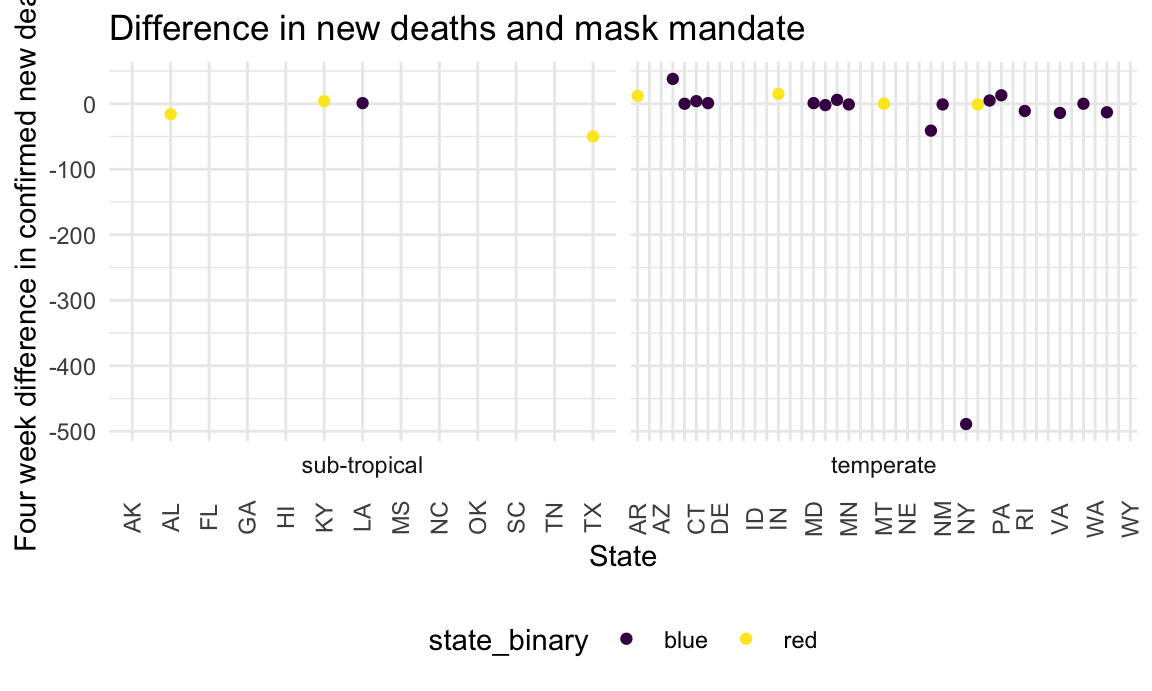 Difference in new deaths and mask mandate
Four week difference in confirmed new
0
-100
-200
-300
-400
-500
sub-tropical temperate
AK AL FL GA HI KY LA MS NC OK SC TN TX AR AZ CT DE ID IN MD MN MT NE NM NY PA RI VA WA WY
State
state_binary blue red